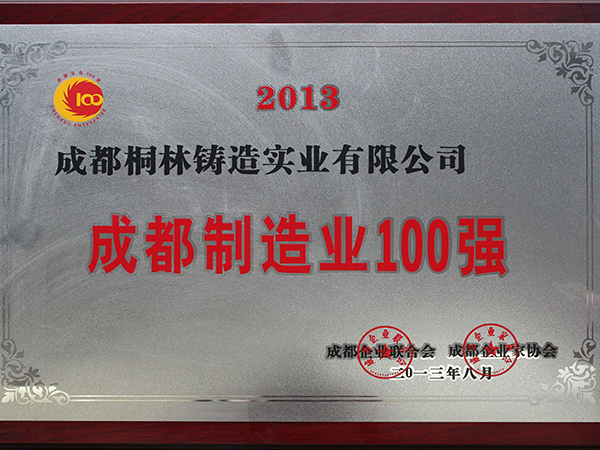 2013
成都桐林铸造实业有限公司
成都制造业100强
成都企业联合会 成都企业家协会
二〇一三年八月
100